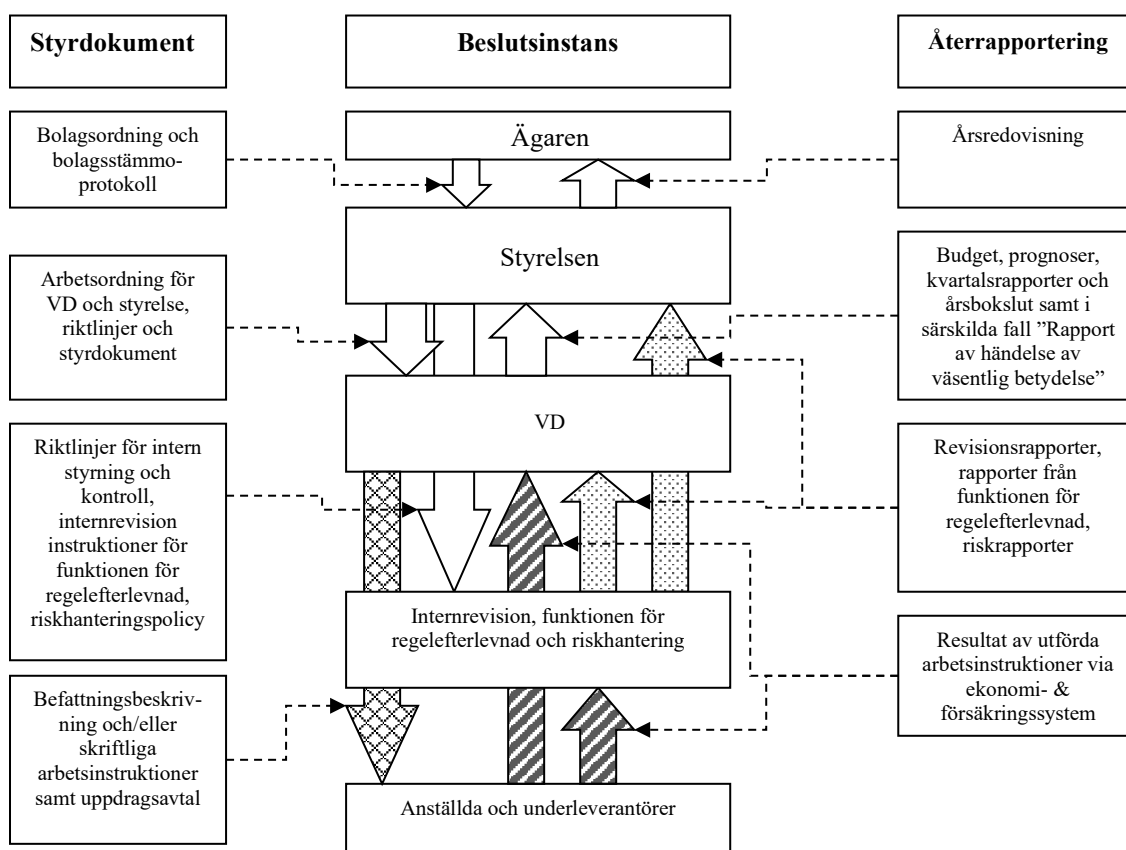 Styrdokument
Beslutsinstans
Återrapportering
Bolagsordning och
bolagsstämmo-
protokoll
Ägaren
Årsredovisning
Styrelsen
Arbetsordning för
VD och styrelse,
riktlinjer och
styrdokument
Budget, prognoser,
kvartalsrapporter och
årsbokslut samt i
särskilda fall ”Rapport
av händelse av
väsentlig betydelse”
VD
Riktlinjer för intern
styrning och
kontroll,
internrevision
instruktioner för
funktionen för
regelefterlevnad,
riskhanteringspolicy
Revisionsrapporter,
rapporter från
funktionen för
regelefterlevnad,
riskrapporter
Internrevision, funktionen för
regelefterlevnad och riskhantering
Resultat av utförda
arbetsinstruktioner via
ekonomi- &
försäkringssystem
Befattningsbeskriv-
ning och/eller
skriftliga
arbetsinstruktioner
samt uppdragsavtal
Anställda och underleverantörer